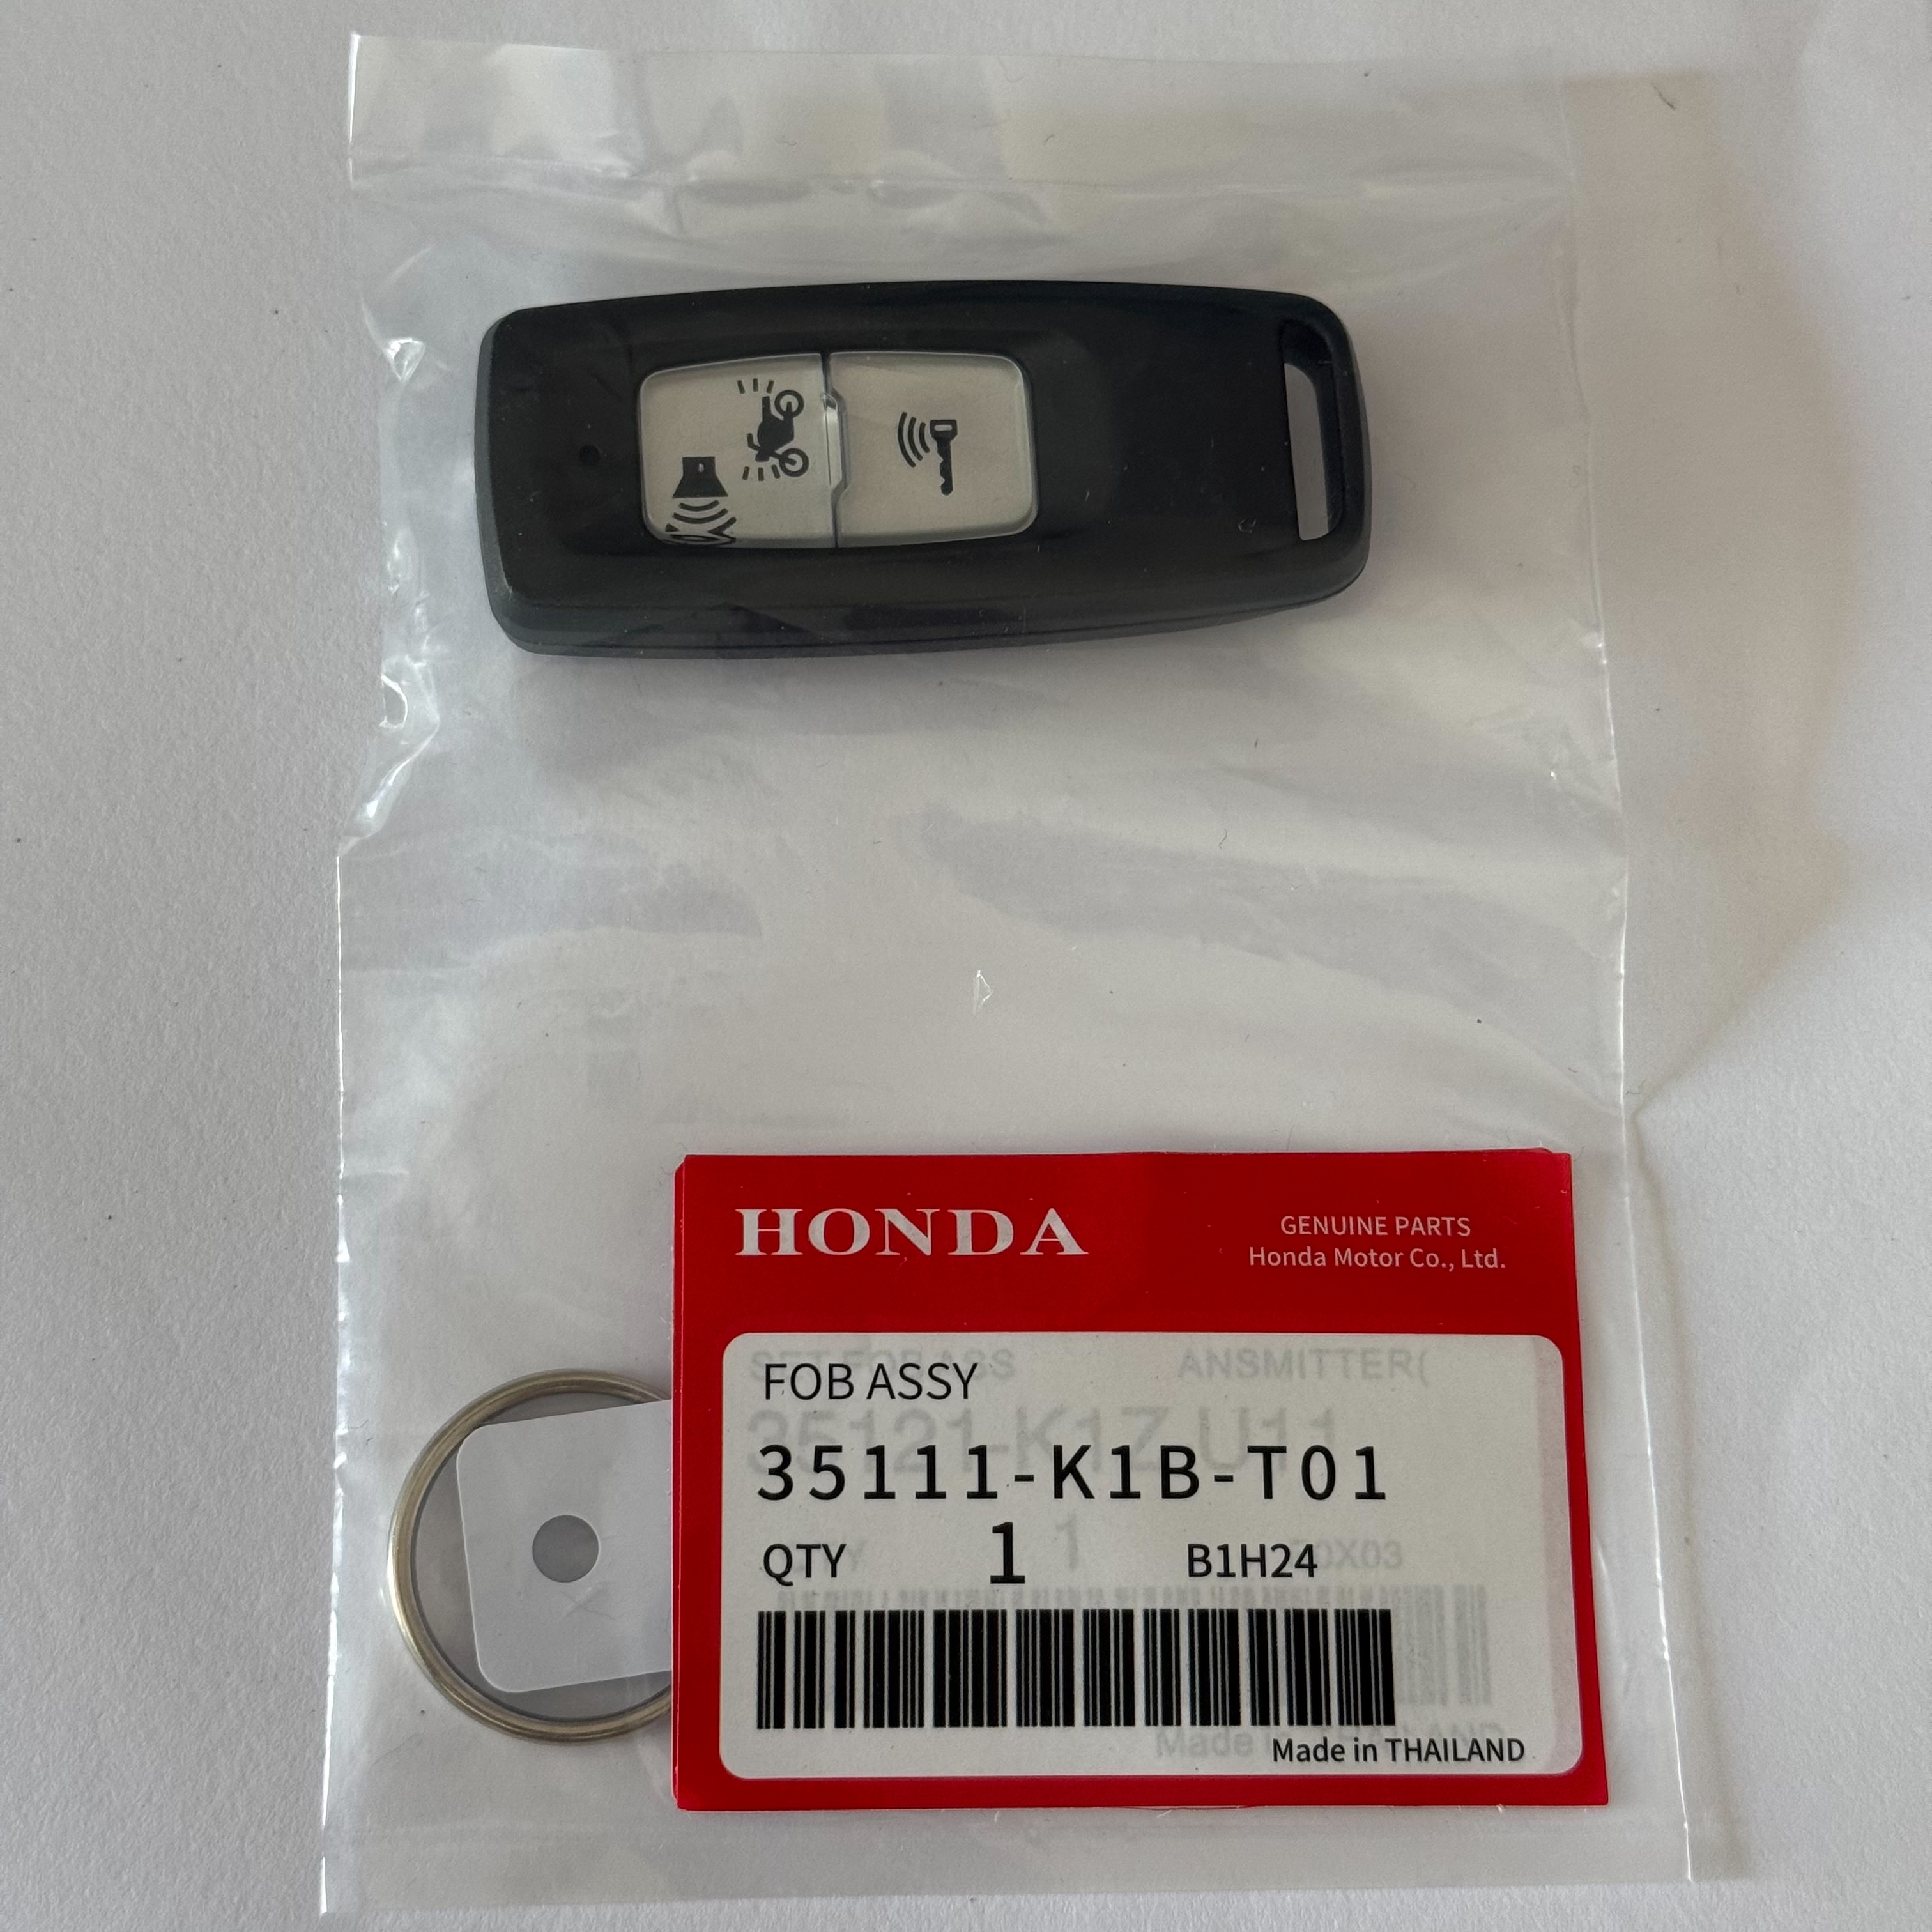 HONDA
GENUINE PARTS
Honda Motor Co., Ltd.
FOB ASSY
35111-K1B-T01
QTY 1 B1H24
Made in THAILAND